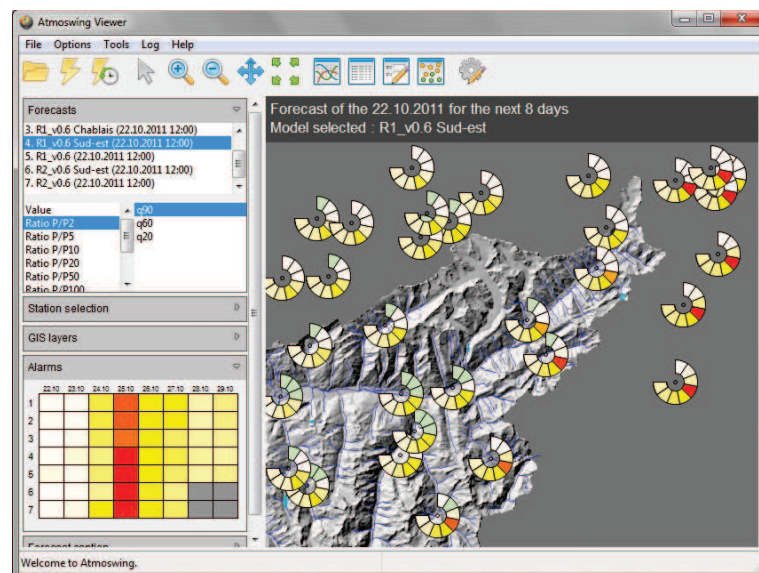 Atmoswing Viewer
File Options Tools Log Help
Forecasts
3. R1_v0.6 Chablais (22.10.2011 12:00)
4. R1_v0.6 Sud-est (22.10.2011 12:00)
5. R1_v0.6 (22.10.2011 12:00)
6. R2_v0.6 Sud-est (22.10.2011 12:00)
7. R2_v0.6 (22.10.2011 12:00)
Value q90
Ratio P/P2 q60
Ratio P/P5 q20
Ratio P/P10
Ratio P/P20
Ratio P/P50
Ratio P/P100
Station selection
GIS layers
Alarms
22.10 23.10 24.10 25.10 26.10 27.10 28.10 29.10
1
2
3
4
5
6
7
Forecast caption
Welcome to Atmoswing.
Forecast of the 22.10.2011 for the next 8 days
Model selected : R1_v0.6 Sud-est